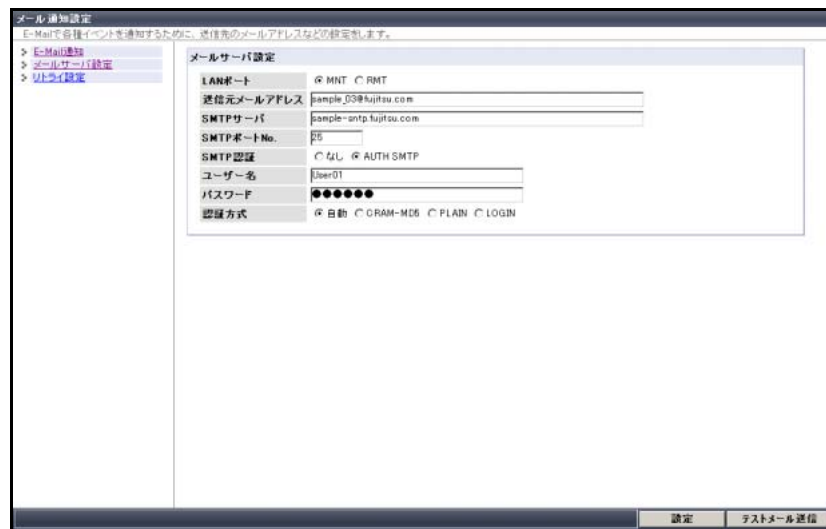 メール通知設定
E-Mailで各種イベントを通知するために、送信先のメールアドレスなどの設定をします。
> E-Mail通知
> メールサーバ設定
> リトライ設定
メールサーバ設定
LANポート MNT RMT
送信元メールアドレス sample_03@fujitsu.com
SMTPサーバ sample-sntp.fujitsu.com
SMTPポートNo. 25
SMTP認証 なし AUTH SMTP
ユーザー名 User01
パスワード ●●●●●●
認証方式 自動 CRAM-MD5 PLAIN LOGIN
設定 テストメール送信